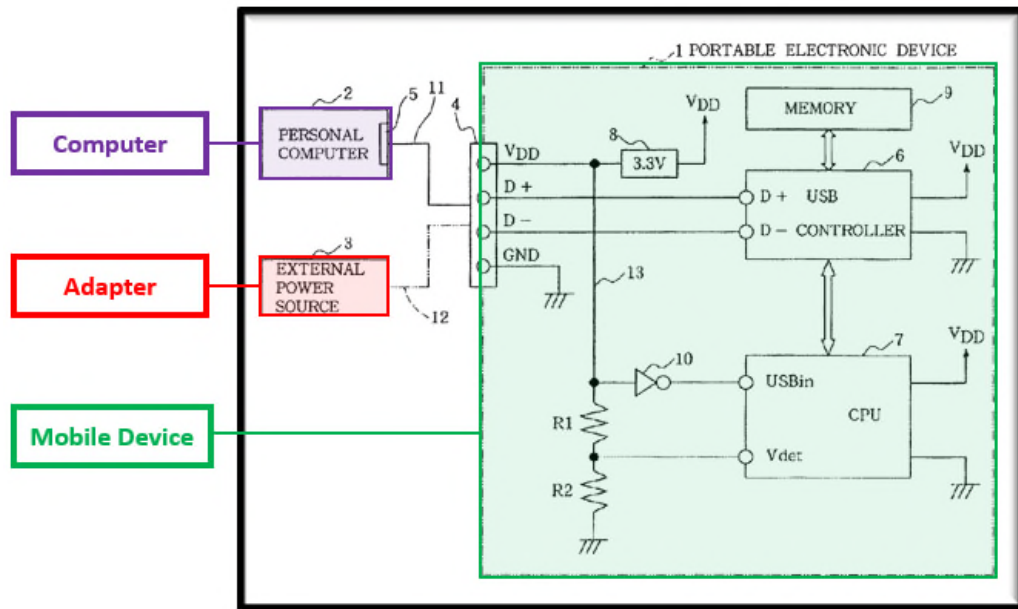 1 PORTABLE ELECTRONIC DEVICE
2
5
11
4
Computer
PERSONAL
COMPUTER
VDD
8
3.3V
VDD
MEMORY
9
6
VDD
D+
D+ USB
D-
D- CONTROLLER
GND
3
Adapter
EXTERNAL
POWER
SOURCE
12
13
7
VDD
10
USBin
CPU
Mobile Device
R1
Vdet
R2